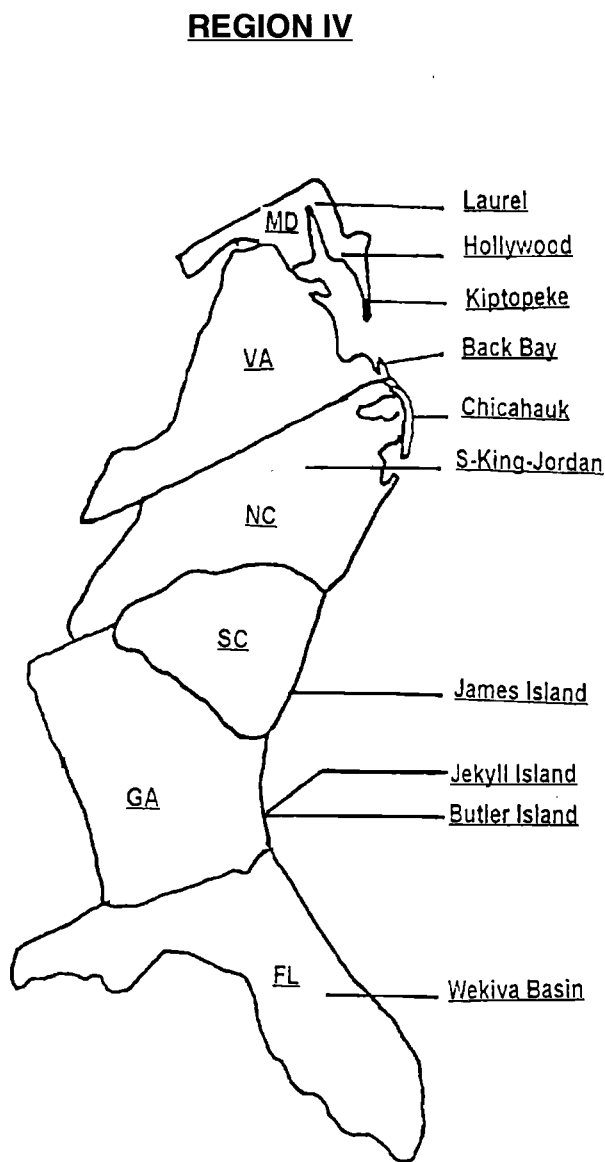 REGION IV
Laurel
MD
Hollywood
Kiptopeke
VA
Back Bay
Chicahauk
S-King-Jordan
NC
SC
James Island
Jekyll Island
GA
Butler Island
FL
Wekiva Basin